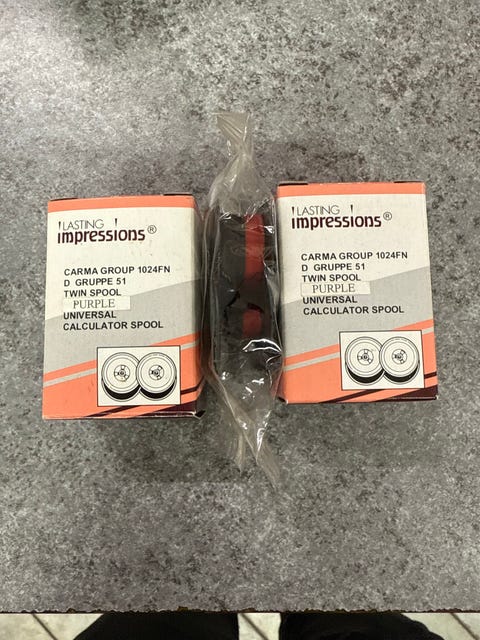 LASTING
impressions®
CARMA GROUP 1024FN
D GRUPPE 51
TWIN SPOOL
PURPLE
UNIVERSAL
CALCULATOR SPOOL
LASTING
impressions®
CARMA GROUP 1024FN
D GRUPPE 51
TWIN SPOOL
PURPLE
UNIVERSAL
CALCULATOR SPOOL